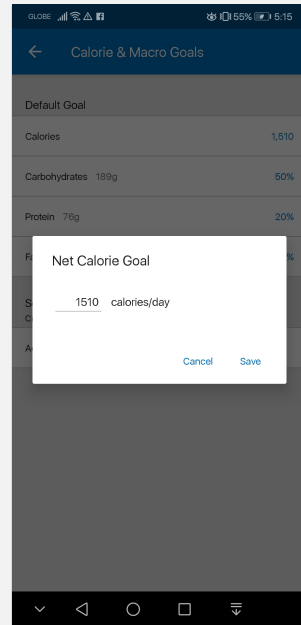 GLOBE 55% 5:15
Calorie & Macro Goals
Default Goal
Calories 1,510
Carbohydrates 189g 50%
Protein 76g 20%
Fa %
Net Calorie Goal
S
C
1510 calories/day
A
Cancel Save